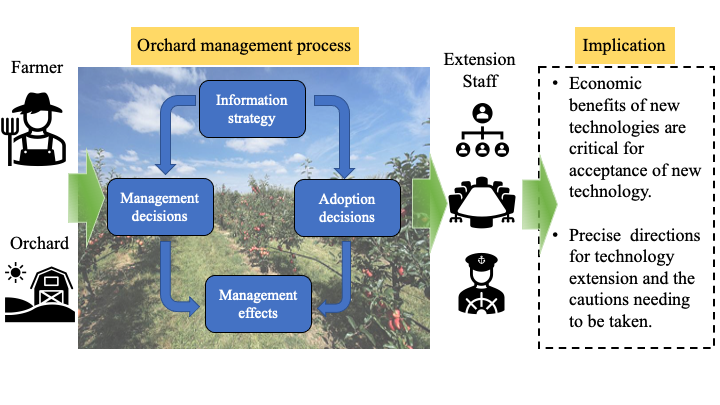 Orchard management process
Implication
Farmer
Orchard
Information
strategy
Management
decisions
Adoption
decisions
Management
effects
Extension
Staff
• Economic
benefits of new
technologies are
critical for
acceptance of new
technology.
• Precise directions
for technology
extension and the
cautions needing
to be taken.